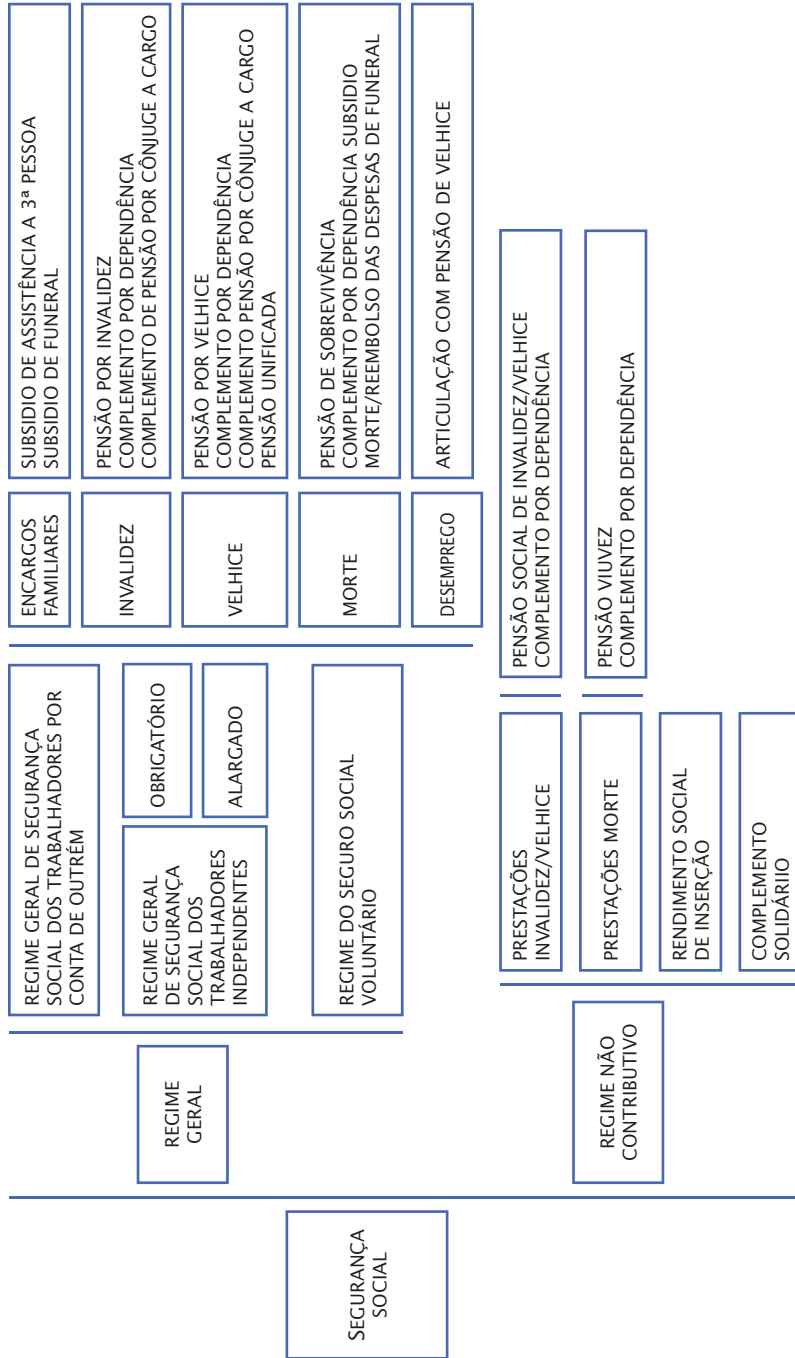 SEGURANÇA
SOCIAL
REGIME
GERAL
REGIME GERAL DE SEGURANÇA
SOCIAL DOS TRABALHADORES POR
CONTA DE OUTRÉM
REGIME GERAL
DE SEGURANÇA
SOCIAL DOS
TRABALHADORES
INDEPENDENTES
OBRIGATÓRIO
ALARGADO
REGIME DO SEGURO SOCIAL
VOLUNTÁRIO
ENCARGOS
FAMILIARES
SUBSIDIO DE ASSISTÊNCIA A 3ª PESSOA
SUBSIDIO DE FUNERAL
INVALIDEZ
PENSÃO POR INVALIDEZ
COMPLEMENTO POR DEPENDÊNCIA
COMPLEMENTO DE PENSÃO POR CÔNJUGE A CARGO
VELHICE
PENSÃO POR VELHICE
COMPLEMENTO POR DEPENDÊNCIA
COMPLEMENTO PENSÃO POR CÔNJUGE A CARGO
PENSÃO UNIFICADA
MORTE
PENSÃO DE SOBREVIVÊNCIA
COMPLEMENTO POR DEPENDÊNCIA SUBSIDIO
MORTE/REEMBOLSO DAS DESPESAS DE FUNERAL
DESEMPREGO
ARTICULAÇÃO COM PENSÃO DE VELHICE
REGIME NÃO
CONTRIBUTIVO
PRESTAÇÕES
INVALIDEZ/VELHICE
PENSÃO SOCIAL DE INVALIDEZ/VELHICE
COMPLEMENTO POR DEPENDÊNCIA
PRESTAÇÕES MORTE
PENSÃO VIUVEZ
COMPLEMENTO POR DEPENDÊNCIA
RENDIMENTO SOCIAL
DE INSERÇÃO
COMPLEMENTO
SOLIDÁRIIO